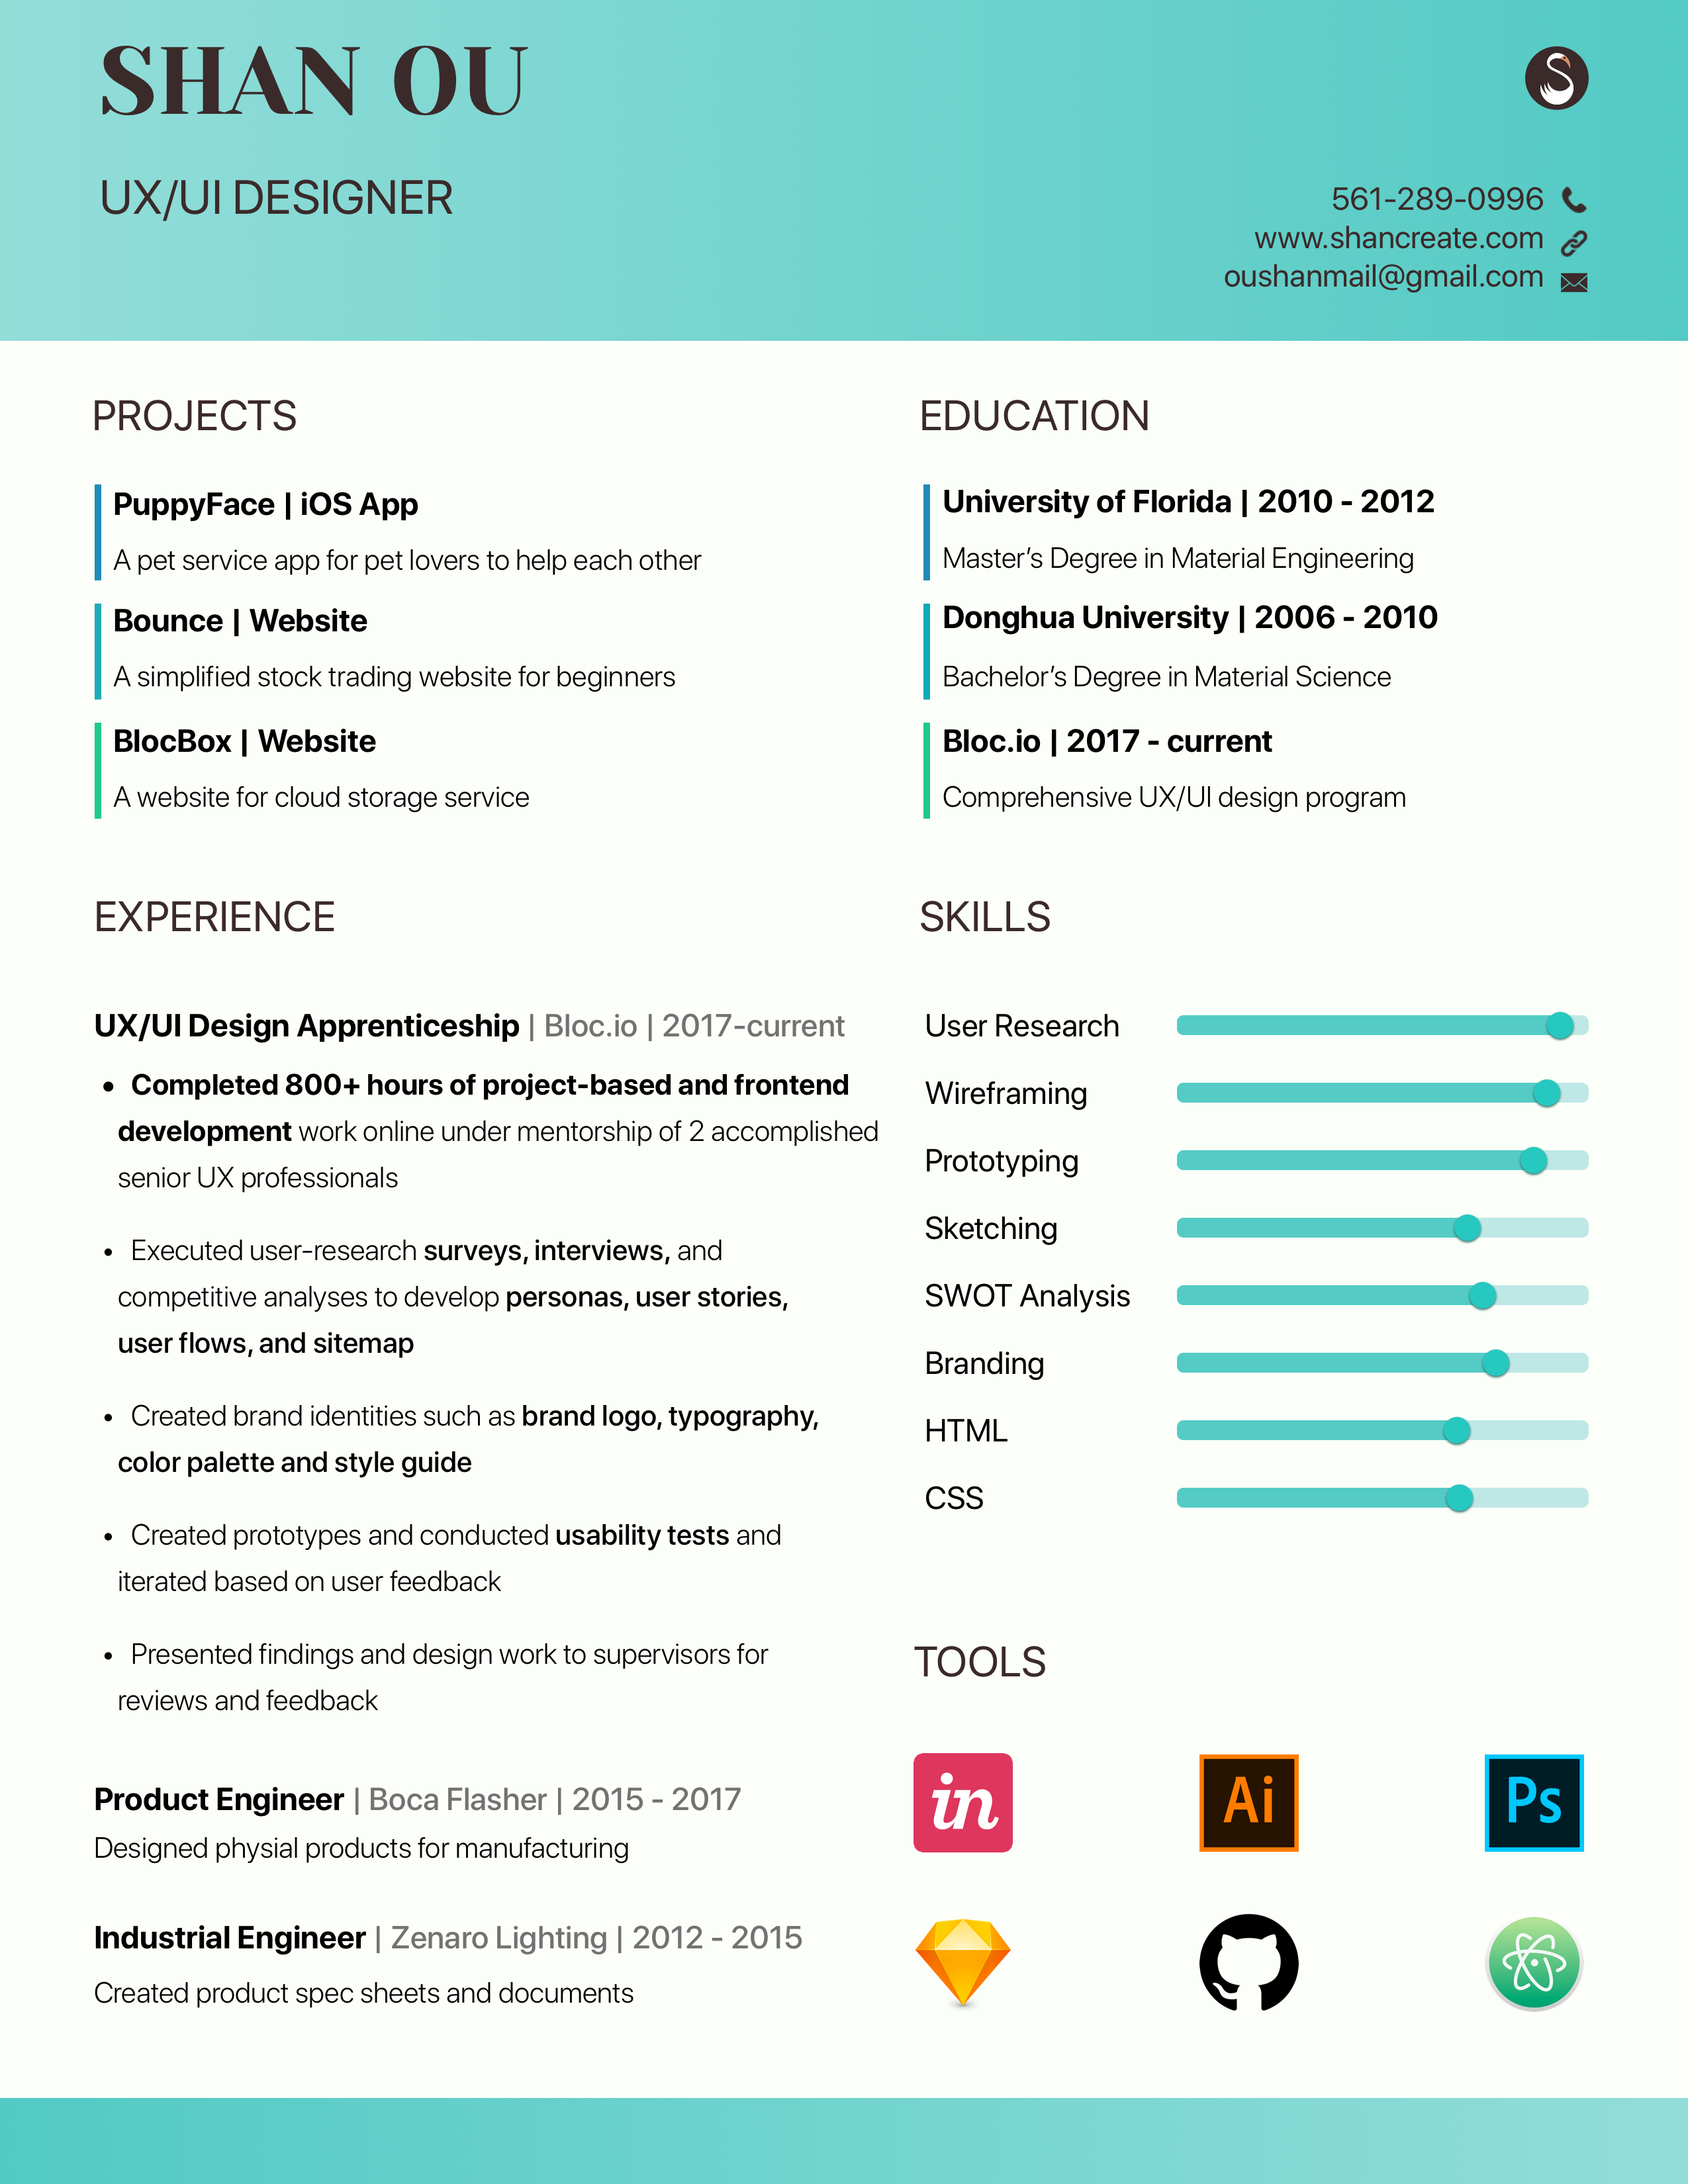 SHAN OU
UX/UI DESIGNER
561-289-0996
www.shancreate.com
oushanmail@gmail.com
PROJECTS
PuppyFace | iOS App
A pet service app for pet lovers to help each other
Bounce | Website
A simplified stock trading website for beginners
BlocBox | Website
A website for cloud storage service
EDUCATION
University of Florida | 2010 - 2012
Master’s Degree in Material Engineering
Donghua University | 2006 - 2010
Bachelor’s Degree in Material Science
Bloc.io | 2017 - current
Comprehensive UX/UI design program
EXPERIENCE
UX/UI Design Apprenticeship | Bloc.io | 2017-current
• Completed 800+ hours of project-based and frontend
development work online under mentorship of 2 accomplished
senior UX professionals
• Executed user-research surveys, interviews, and
competitive analyses to develop personas, user stories,
user flows, and sitemap
• Created brand identities such as brand logo, typography,
color palette and style guide
• Created prototypes and conducted usability tests and
iterated based on user feedback
• Presented findings and design work to supervisors for
reviews and feedback
Product Engineer | Boca Flasher | 2015 - 2017
Designed physial products for manufacturing
Industrial Engineer | Zenaro Lighting | 2012 - 2015
Created product spec sheets and documents
SKILLS
User Research
Wireframing
Prototyping
Sketching
SWOT Analysis
Branding
HTML
CSS
TOOLS
in
Ai
Ps